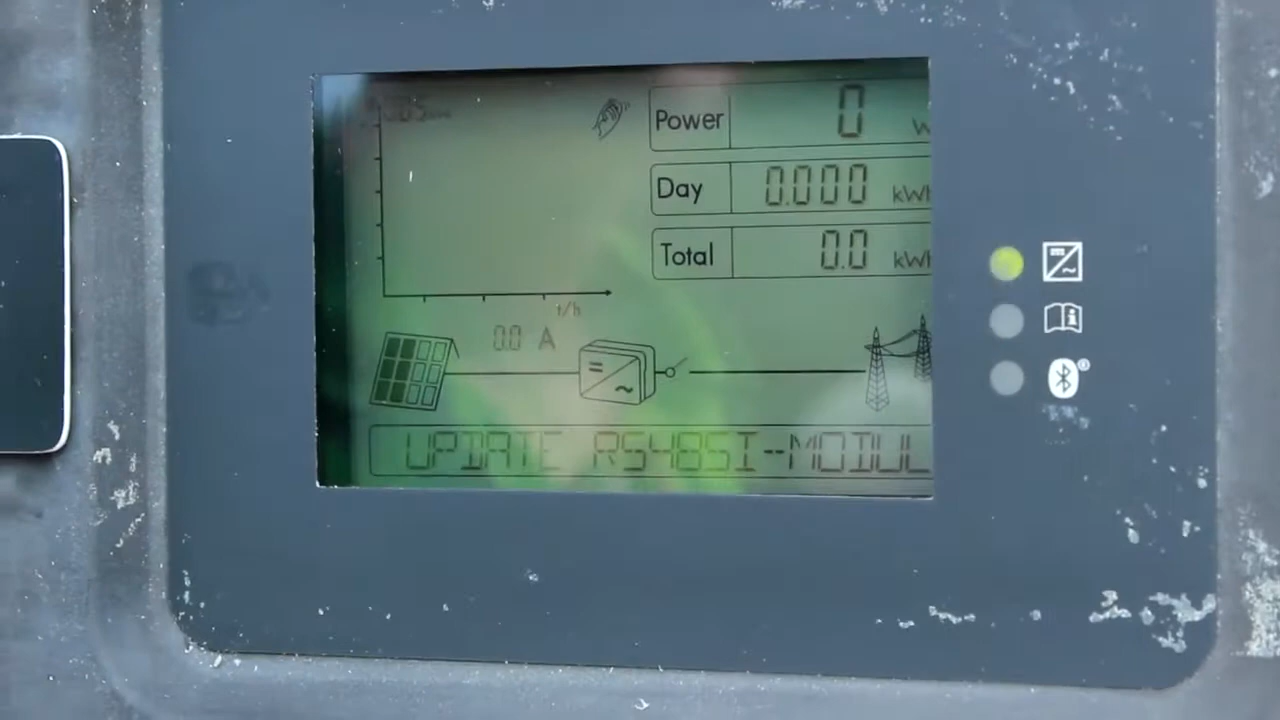 Power 0 W
Day 0.000 kWh
Total 0.0 kWh
t/h
0.0 A
UPDATE RS485I-MODUL